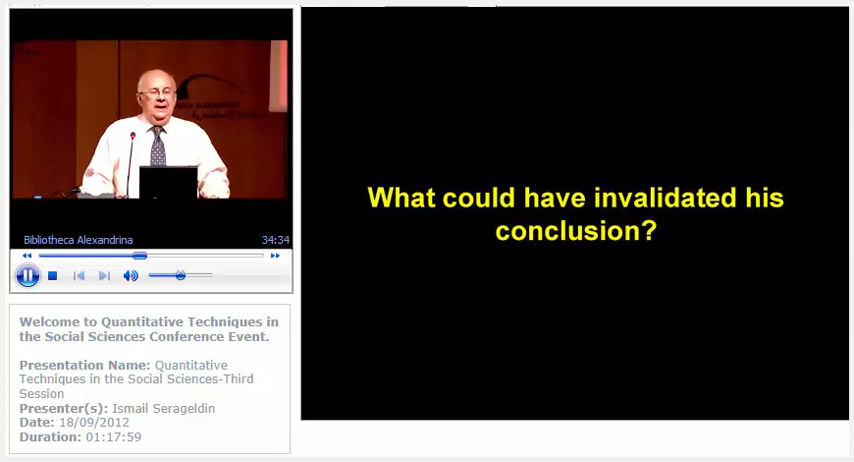 Bibliotheca Alexandrina 34:34
Welcome to Quantitative Techniques in
the Social Sciences Conference Event.
Presentation Name: Quantitative
Techniques in the Social Sciences-Third
Session
Presenter(s): Ismail Serageldin
Date: 18/09/2012
Duration: 01:17:59
What could have invalidated his
conclusion?